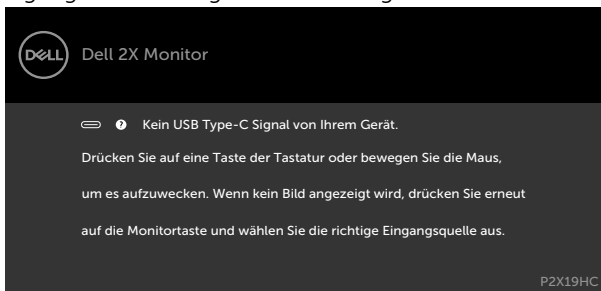 DELL
Dell 2X Monitor
Kein USB Type-C Signal von Ihrem Gerät.
Drücken Sie auf eine Taste der Tastatur oder bewegen Sie die Maus,
um es aufzuwecken. Wenn kein Bild angezeigt wird, drücken Sie erneut
auf die Monitortaste und wählen Sie die richtige Eingangsquelle aus.
P2X19HC